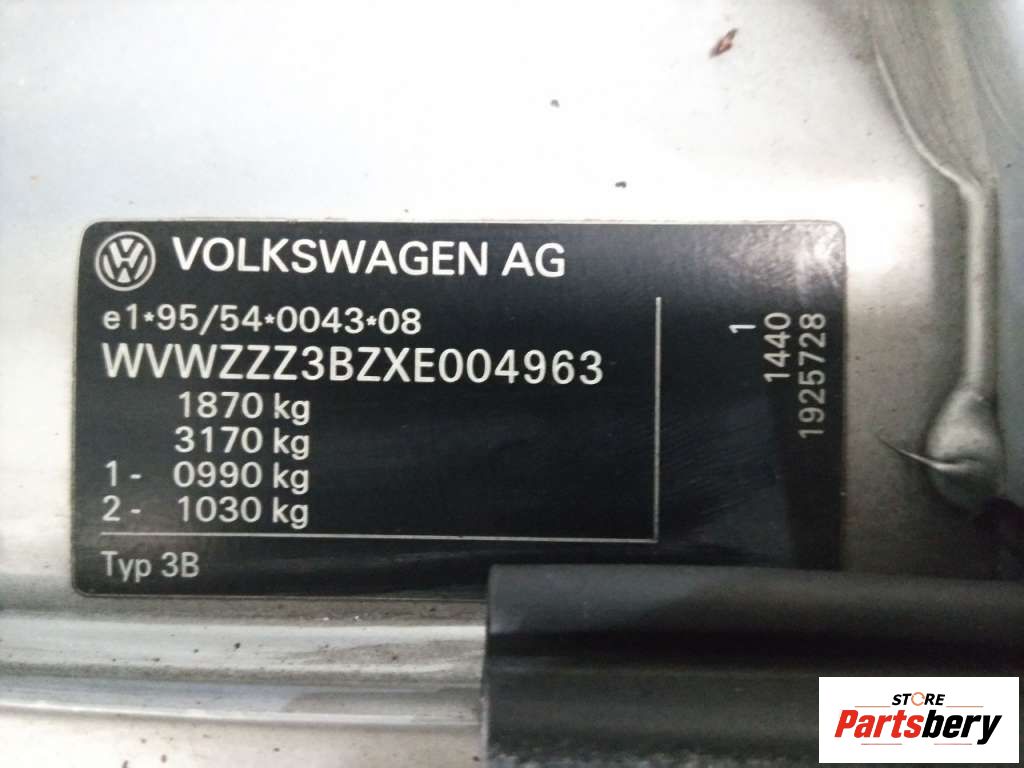 VOLKSWAGEN AG
e1*95/54*0043*08
WVWZZZ3BZXE004963
1870 kg
3170 kg
1 - 0990 kg
2 - 1030 kg
Typ 3B
1
1440
1925728
STORE
Partsbery